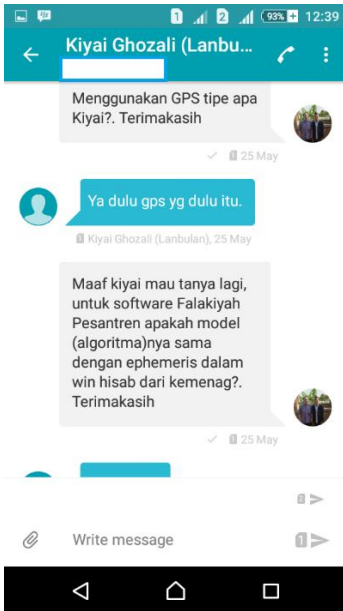 1 2 93% 12:39
Kiyai Ghozali (Lanbu...
Menggunakan GPS tipe apa
Kiyai?. Terimakasih
25 May
Ya dulu gps yg dulu itu.
Kiyai Ghozali (Lanbulan), 25 May
Maaf kiyai mau tanya lagi,
untuk software Falakiyah
Pesantren apakah model
(algoritma)nya sama
dengan ephemeris dalam
win hisab dari kemenag?.
Terimakasih
25 May
2
Write message
1